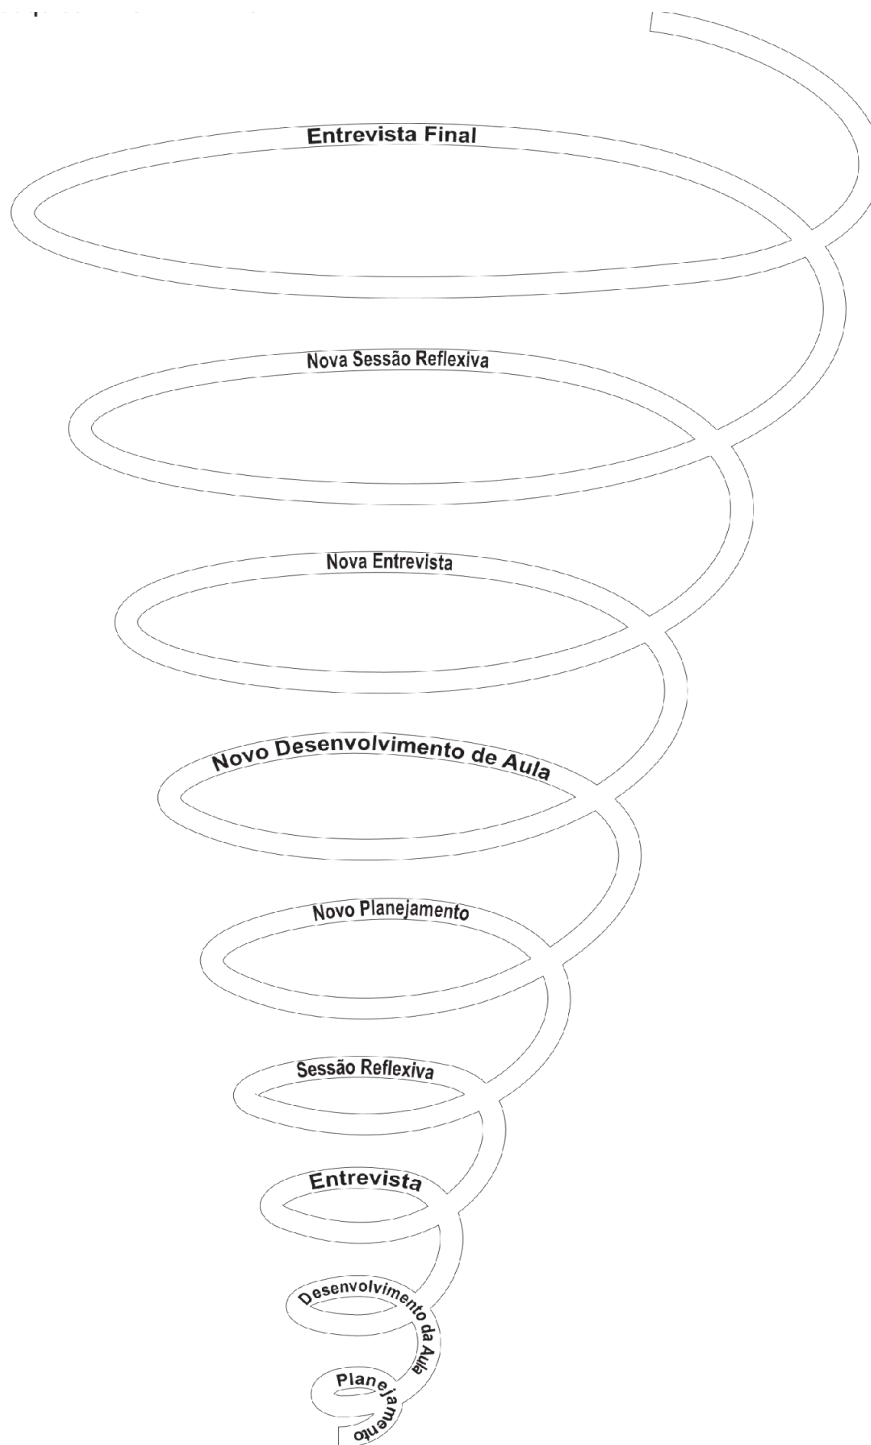 Entrevista Final
Nova Sessão Reflexiva
Nova Entrevista
Novo Desenvolvimento de Aula
Novo Planejamento
Sessão Reflexiva
Entrevista
Desenvolvimento da Aula
Planejamento